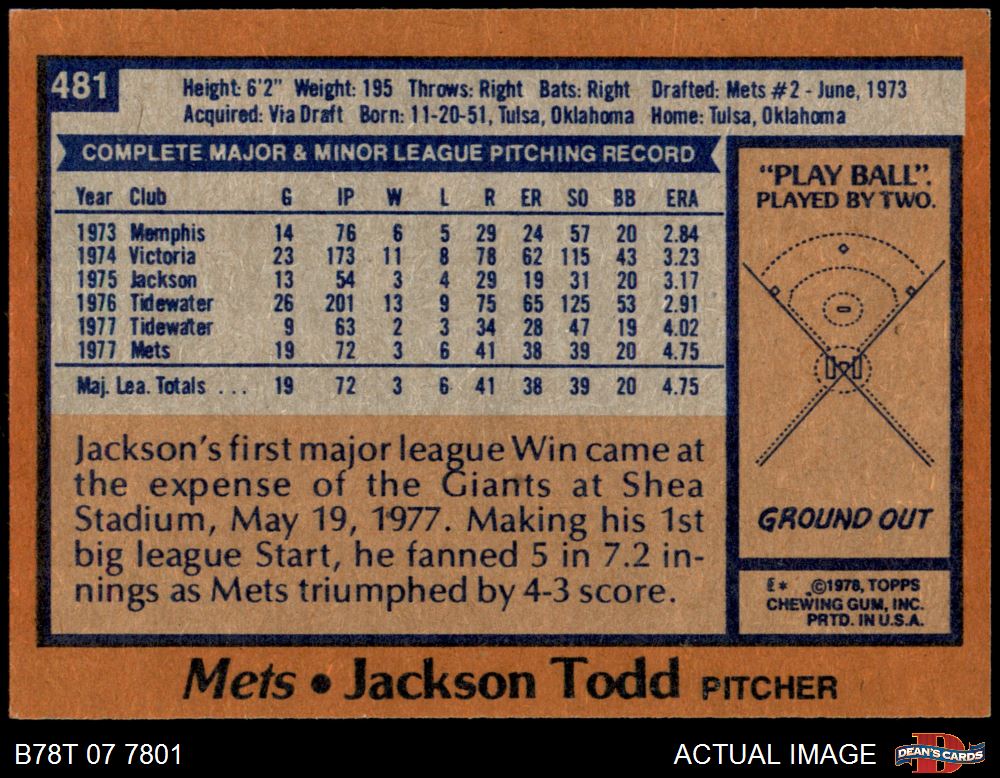 481
Height: 6'2" Weight: 195 Throws: Right Bats: Right Drafted: Mets #2 - June, 1973
Acquired: Via Draft Born: 11-20-51, Tulsa, Oklahoma Home: Tulsa, Oklahoma
COMPLETE MAJOR & MINOR LEAGUE PITCHING RECORD
Year Club G IP W L R ER SO BB ERA
1973 Memphis 14 76 6 5 29 24 57 20 2.84
1974 Victoria 23 173 11 8 78 62 115 43 3.23
1975 Jackson 13 54 3 4 29 19 31 20 3.17
1976 Tidewater 26 201 13 9 75 65 125 53 2.91
1977 Tidewater 9 63 2 3 34 28 47 19 4.02
1977 Mets 19 72 3 6 41 38 39 20 4.75
Maj. Lea. Totals ... 19 72 3 6 41 38 39 20 4.75
Jackson's first major league Win came at
the expense of the Giants at Shea
Stadium, May 19, 1977. Making his 1st
big league Start, he fanned 5 in 7.2 in-
nings as Mets triumphed by 4-3 score.
"PLAY BALL".
PLAYED BY TWO.
GROUND OUT
E* ©1978, TOPPS
CHEWING GUM, INC.
PRTD. IN U.S.A.
Mets • Jackson Todd PITCHER
B78T 07 7801
ACTUAL IMAGE
DEAN'S CARDS